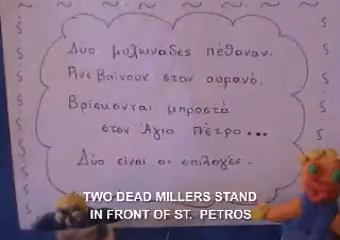 Δύο μυλωνάδες πέθαναν.
Ανεβαίνουν στον ουρανό.
Βρίσκονται μπροστά
στον Άγιο Πέτρο...
Δύο είναι οι επιλογές.
TWO DEAD MILLERS STAND
IN FRONT OF ST. PETROS